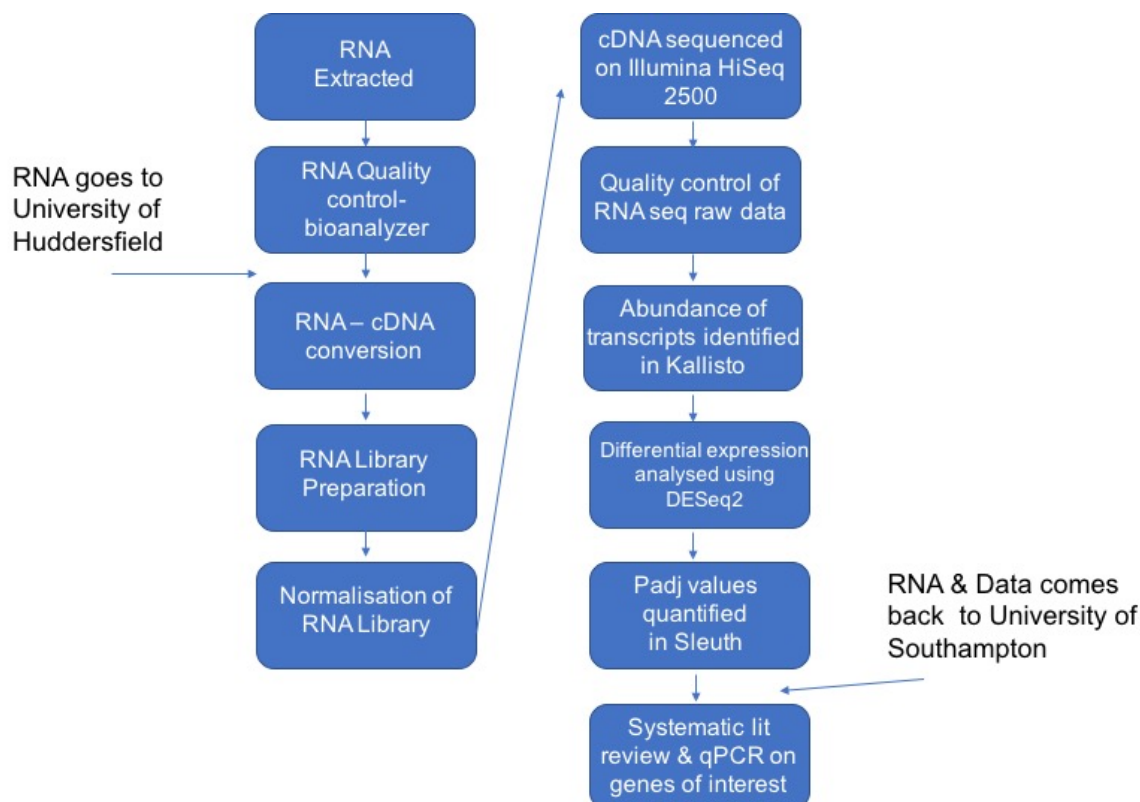 RNA
Extracted
RNA Quality
control-
bioanalyzer
RNA goes to
University of
Huddersfield
RNA – cDNA
conversion
RNA Library
Preparation
Normalisation of
RNA Library
cDNA sequenced
on Illumina HiSeq
2500
Quality control of
RNA seq raw data
Abundance of
transcripts identified
in Kallisto
Differential expression
analysed using
DESeq2
Padj values
quantified
in Sleuth
RNA & Data comes
back to University of
Southampton
Systematic lit
review & qPCR on
genes of interest